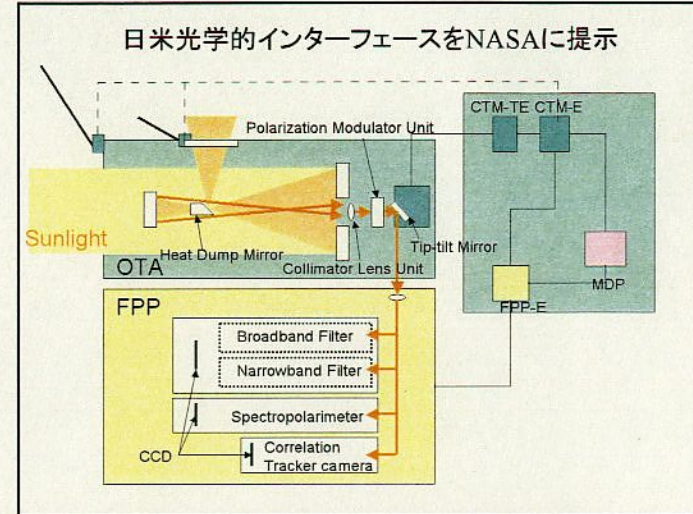 日米光学的インターフェースをNASAに提示
CTM-TE CTM-E
Polarization Modulator Unit
Sunlight
Heat Dump Mirror
Tip-tilt Mirror
Collimator Lens Unit
OTA
MDP
FPP-E
FPP
Broadband Filter
Narrowband Filter
Spectropolarimeter
CCD
Correlation
Tracker camera